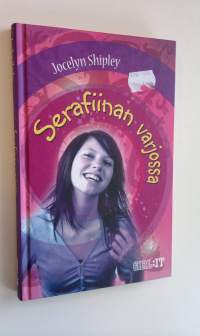 Jocelyn Shipley
Serafiinan varjossa
GIRL:IT